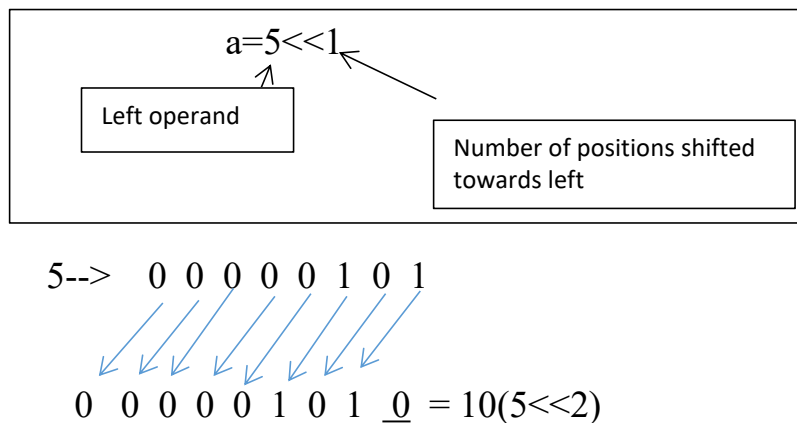 a=5<<1
Left operand
Number of positions shifted
towards left
5--> 0 0 0 0 0 1 0 1
0 0 0 0 0 1 0 1 0 = 10(5<<2)